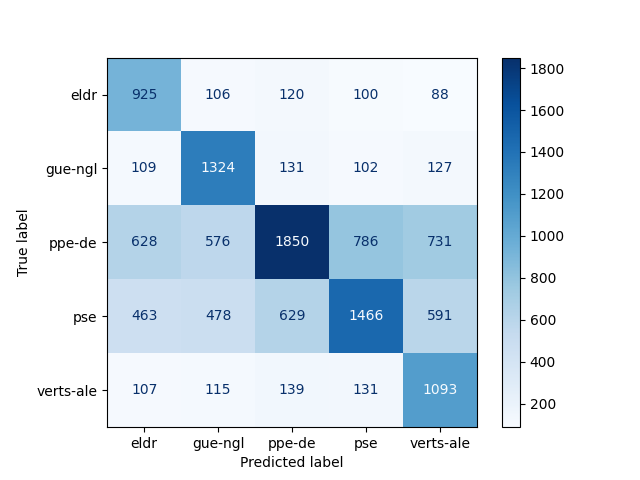 True label
eldr 925 106 120 100 88
gue-ngl 109 1324 131 102 127
ppe-de 628 576 1850 786 731
pse 463 478 629 1466 591
verts-ale 107 115 139 131 1093
eldr gue-ngl ppe-de pse verts-ale
Predicted label
1800
1600
1400
1200
1000
800
600
400
200